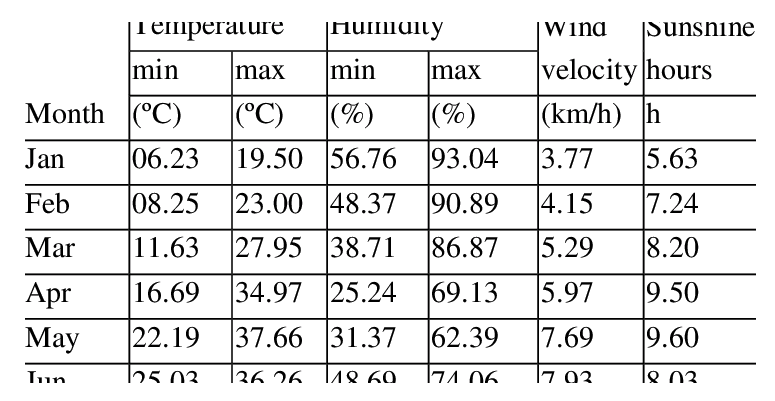 Temperature Humidity Wind Sunshine
min max min max velocity hours
Month (°C) (°C) (%) (%) (km/h) h
Jan 06.23 19.50 56.76 93.04 3.77 5.63
Feb 08.25 23.00 48.37 90.89 4.15 7.24
Mar 11.63 27.95 38.71 86.87 5.29 8.20
Apr 16.69 34.97 25.24 69.13 5.97 9.50
May 22.19 37.66 31.37 62.39 7.69 9.60
Jun 25.03 36.26 48.69 74.06 7.93 8.03